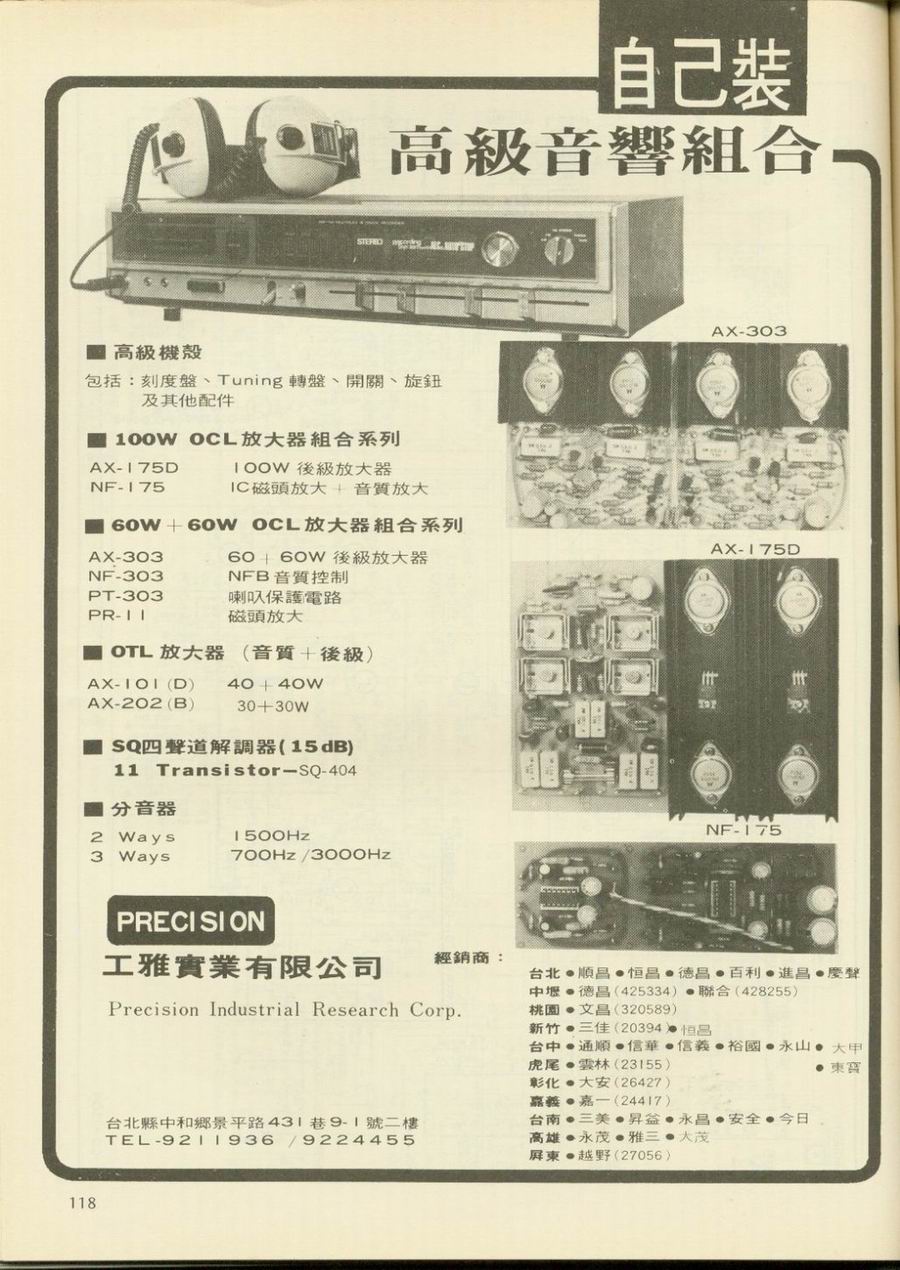 自己裝
高級音響組合
STEREO
AX-303
■ 高級機殼
包括：刻度盤、Tuning 轉盤、開關、旋鈕
及其他配件
■ 100W OCL放大器組合系列
AX-175D 100W 後級放大器
NF-175 IC磁頭放大＋音質放大
■ 60W＋60W OCL放大器組合系列
AX-303 60＋60W 後級放大器
NF-303 NFB音質控制
PT-303 喇叭保護電路
PR-11 磁頭放大
■ OTL 放大器 (音質＋後級)
AX-101(D) 40＋40W
AX-202(B) 30＋30W
■ SQ四聲道解調器(15dB)
11 Transistor—SQ-404
■ 分音器
2 Ways 1500Hz
3 Ways 700Hz/3000Hz
AX-175D
NF-175
PRECISION
工雅實業有限公司
Precision Industrial Research Corp.
台北縣中和鄉景平路431巷9-1號二樓
TEL-9211936/9224455
經銷商：
台北●順昌●恒昌●德昌●百利●進昌●慶聲
中壢●德昌(425334)●聯合(428255)
桃園●文昌(320589)
新竹●三佳(20394)●恒昌
台中●通順●信華●信義●裕國●永山●大甲
虎尾●雲林(23155) ●東寶
彰化●大安(26427)
嘉義●嘉一(24417)
台南●三美●昇益●永昌●安全●今日
高雄●永茂●雅三●大茂
屏東●越野(27056)
118